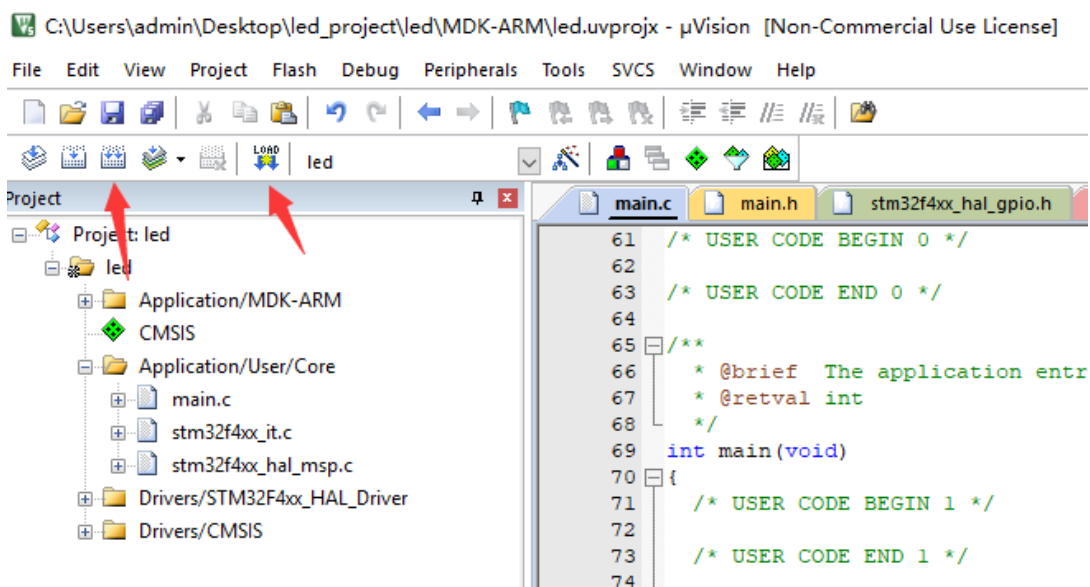 C:\Users\admin\Desktop\led_project\led\MDK-ARM\led.uvprojx - µVision [Non-Commercial Use License]
File Edit View Project Flash Debug Peripherals Tools SVCS Window Help
LOAD
led
Project
main.c main.h stm32f4xx_hal_gpio.h
Project: led
led
Application/MDK-ARM
CMSIS
Application/User/Core
main.c
stm32f4xx_it.c
stm32f4xx_hal_msp.c
Drivers/STM32F4xx_HAL_Driver
Drivers/CMSIS
61 /* USER CODE BEGIN 0 */
62
63 /* USER CODE END 0 */
64
65 /**
66 * @brief The application entr
67 * @retval int
68 */
69 int main(void)
70 {
71 /* USER CODE BEGIN 1 */
72
73 /* USER CODE END 1 */
74